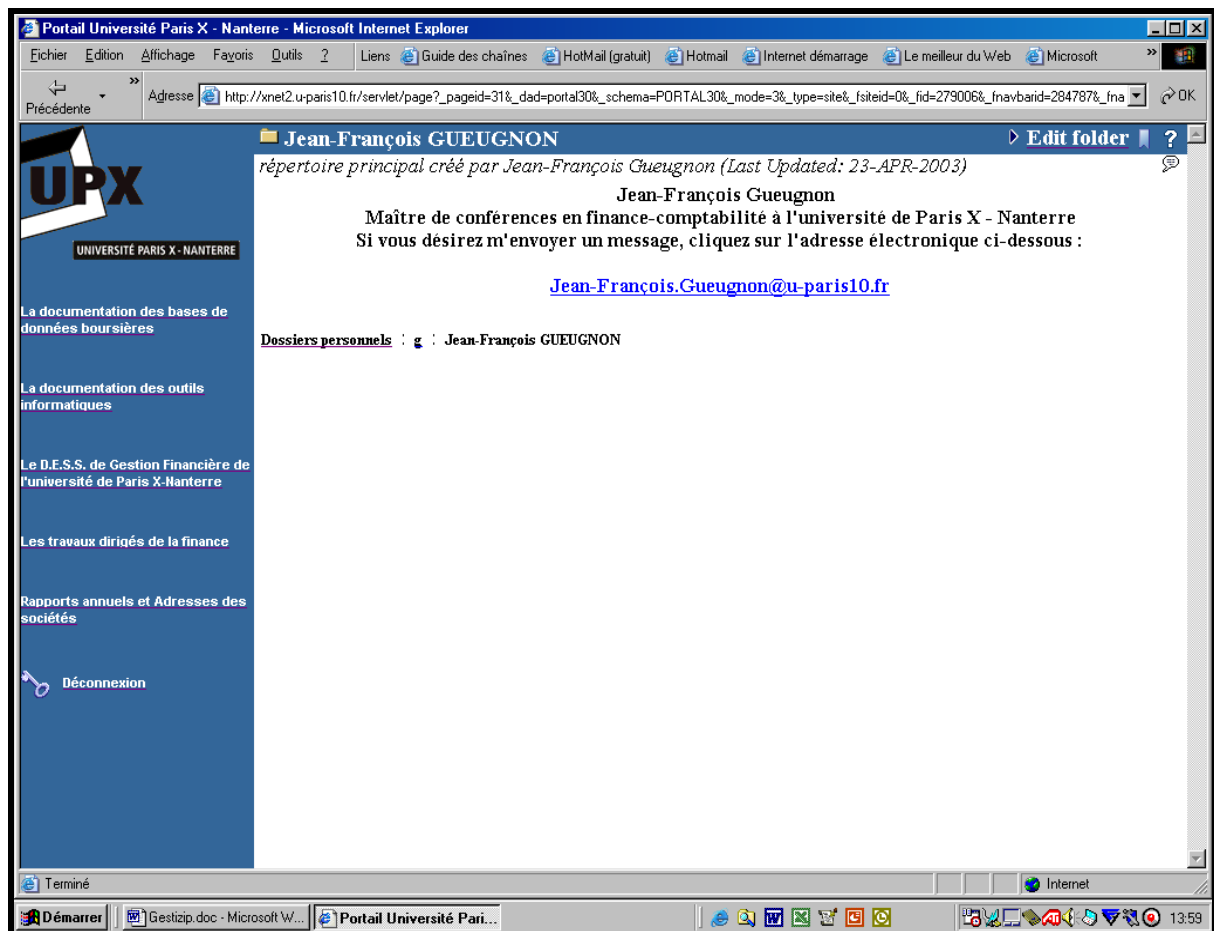 Portail Université Paris X - Nanterre - Microsoft Internet Explorer
Fichier Edition Affichage Favoris Outils ? Liens Guide des chaînes HotMail (gratuit) Hotmail Internet démarrage Le meilleur du Web Microsoft »
Précédente » Adresse http://xnet2.u-paris10.fr/servlet/page?_pageid=31&_dad=portal30&_schema=PORTAL30&_mode=3&_type=site&_fsiteid=0&_fid=279006&_fnavbarid=284787&_fna OK
UPX
UNIVERSITÉ PARIS X - NANTERRE
La documentation des bases de
données boursières
La documentation des outils
informatiques
Le D.E.S.S. de Gestion Financière de
l'université de Paris X-Nanterre
Les travaux dirigés de la finance
Rapports annuels et Adresses des
sociétés
Déconnexion
Jean-François GUEUGNON Edit folder ?
répertoire principal créé par Jean-François Gueugnon (Last Updated: 23-APR-2003)
Jean-François Gueugnon
Maître de conférences en finance-comptabilité à l'université de Paris X - Nanterre
Si vous désirez m'envoyer un message, cliquez sur l'adresse électronique ci-dessous :
Jean-François.Gueugnon@u-paris10.fr
Dossiers personnels : g : Jean-François GUEUGNON
Terminé Internet
Démarrer Gestizip.doc - Microsoft W... Portail Université Pari... 13:59